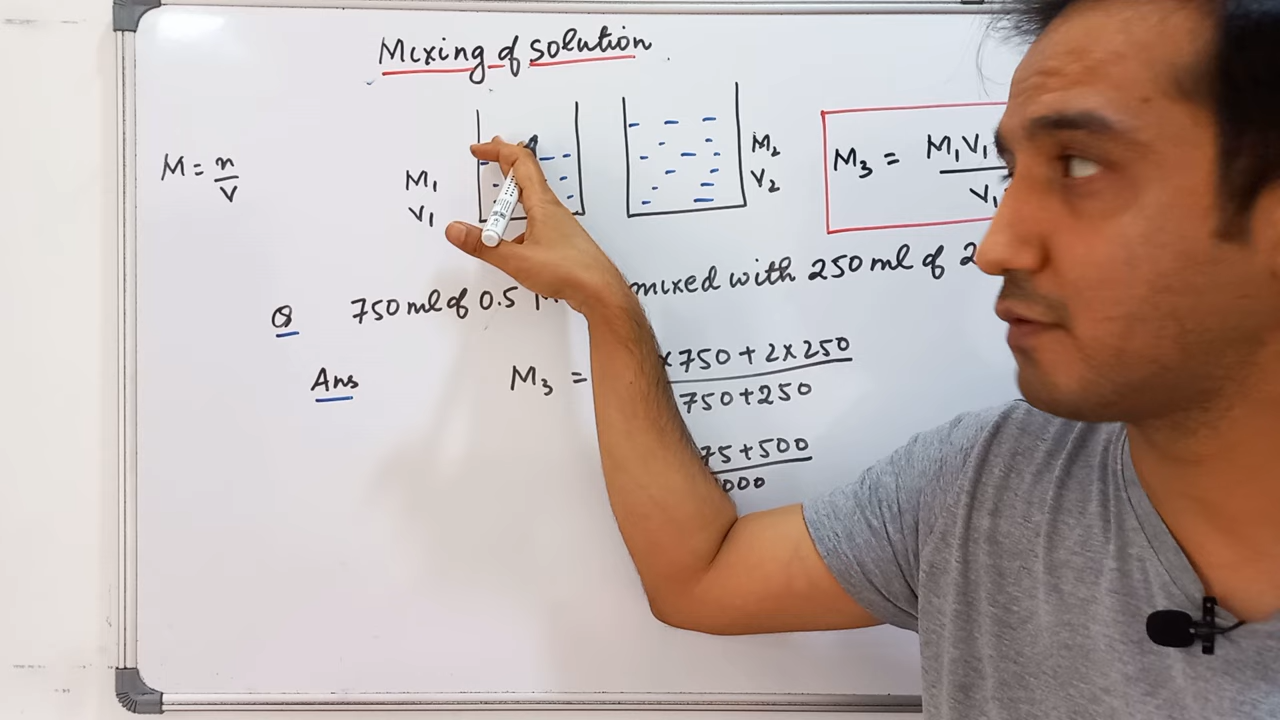 Mixing of solution
M = n/V
M₁
V₁
M₂
V₂
M₃ = M₁V₁
V₁
Q 750 ml of 0.5 mixed with 250 ml of 2
Ans M₃ = ×750 + 2×250
750 + 250
75 + 500
000